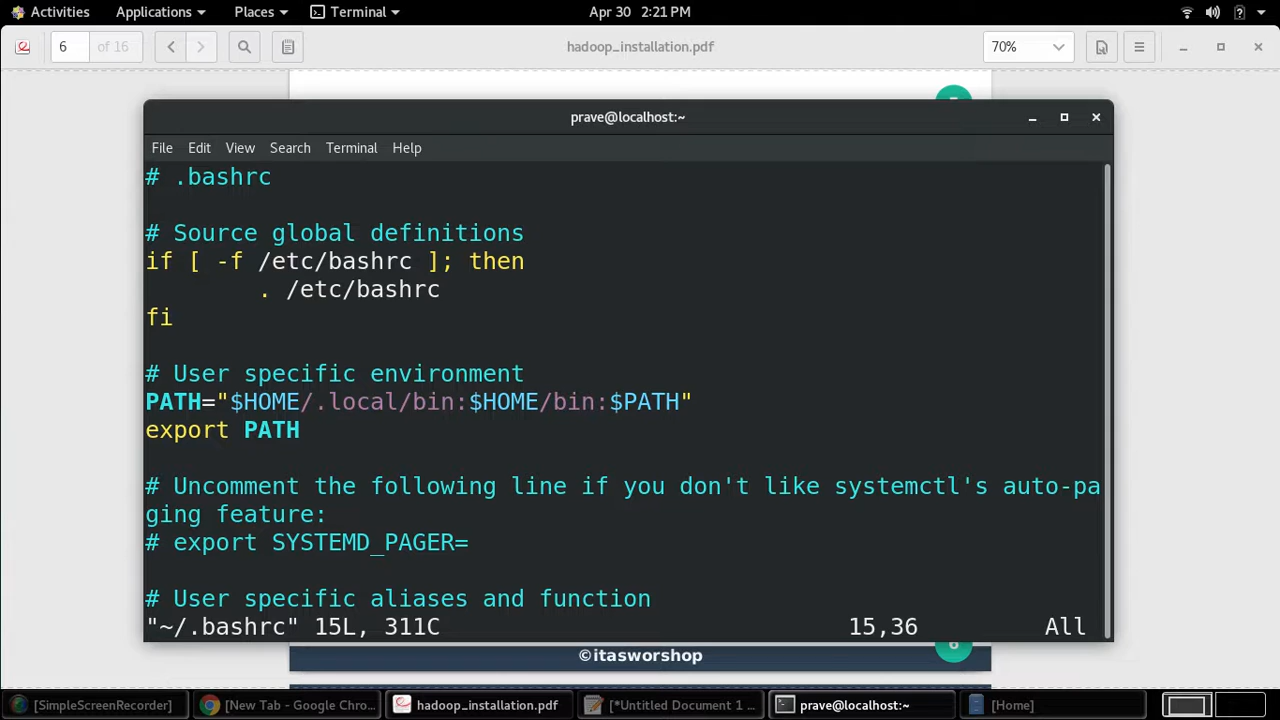 Activities Applications Places Terminal Apr 30 2:21 PM
6 of 16 hadoop_installation.pdf 70%
prave@localhost:~
File Edit View Search Terminal Help
# .bashrc
# Source global definitions
if [ -f /etc/bashrc ]; then
. /etc/bashrc
fi
# User specific environment
PATH="$HOME/.local/bin:$HOME/bin:$PATH"
export PATH
# Uncomment the following line if you don't like systemctl's auto-pa
ging feature:
# export SYSTEMD_PAGER=
# User specific aliases and function
"~/.bashrc" 15L, 311C 15,36 All
©itasworshop 6
[SimpleScreenRecorder] [New Tab - Google Chro... hadoop_installation.pdf [*Untitled Document 1 ... prave@localhost:~ [Home]